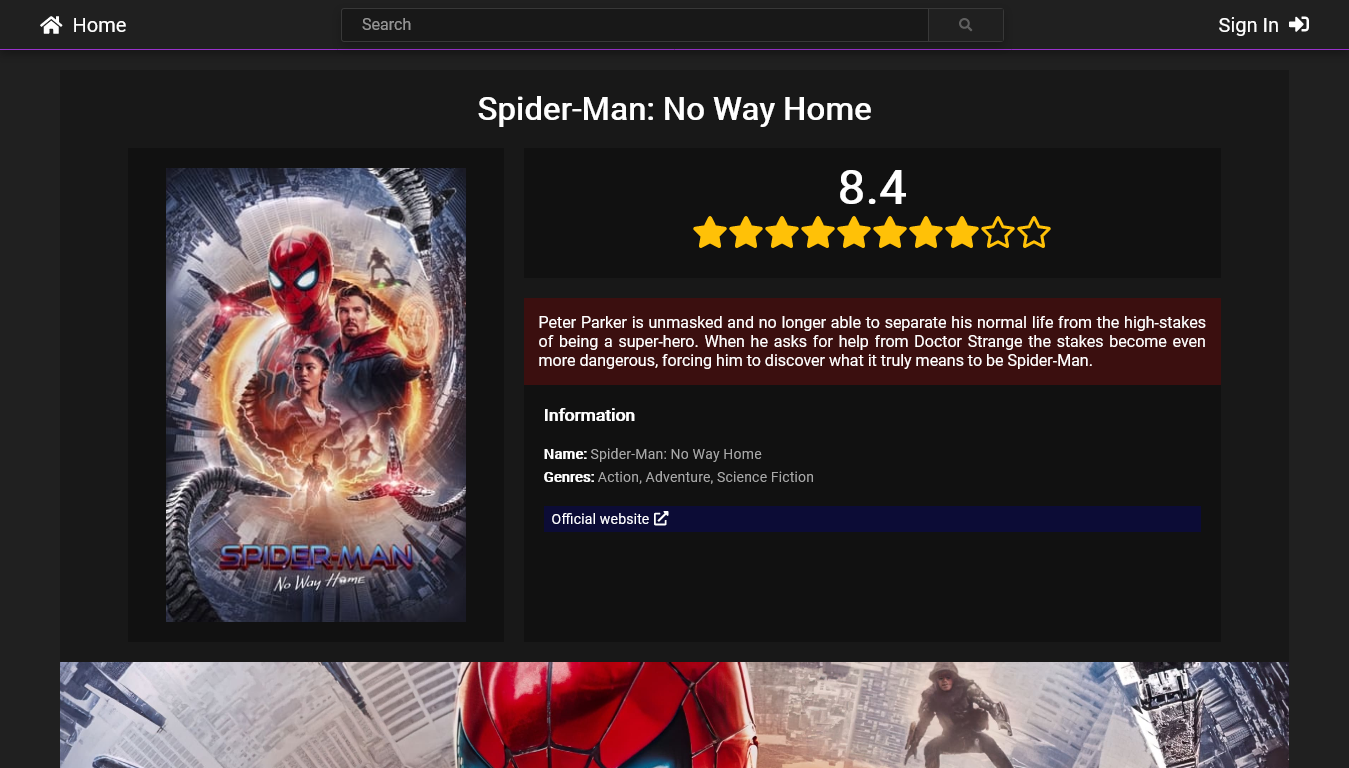 Home
Search
Sign In
Spider-Man: No Way Home
SPIDER-MAN
No Way Home
8.4
Peter Parker is unmasked and no longer able to separate his normal life from the high-stakes
of being a super-hero. When he asks for help from Doctor Strange the stakes become even
more dangerous, forcing him to discover what it truly means to be Spider-Man.
Information
Name: Spider-Man: No Way Home
Genres: Action, Adventure, Science Fiction
Official website